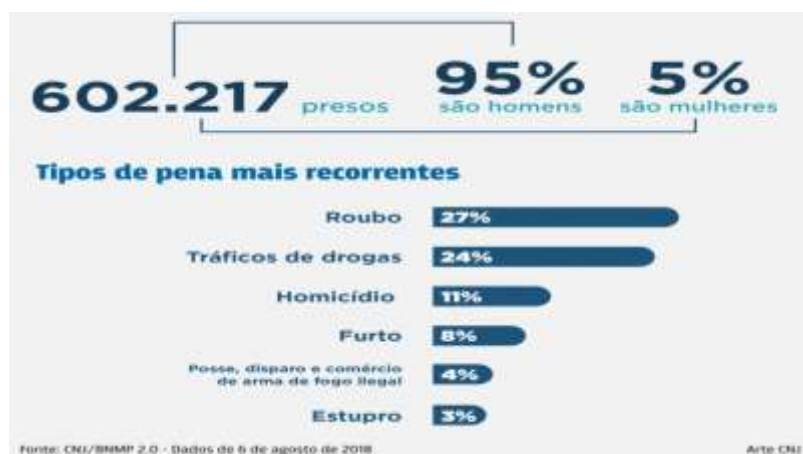 602.217 presos
95%
são homens
5%
são mulheres
Tipos de pena mais recorrentes
Roubo 27%
Tráficos de drogas 24%
Homicídio 11%
Furto 8%
Posse, disparo e comércio
de arma de fogo ilegal 4%
Estupro 3%
Fonte: CNJ/BNMP 2.0 - Dados de 6 de agosto de 2018
Arte CNJ